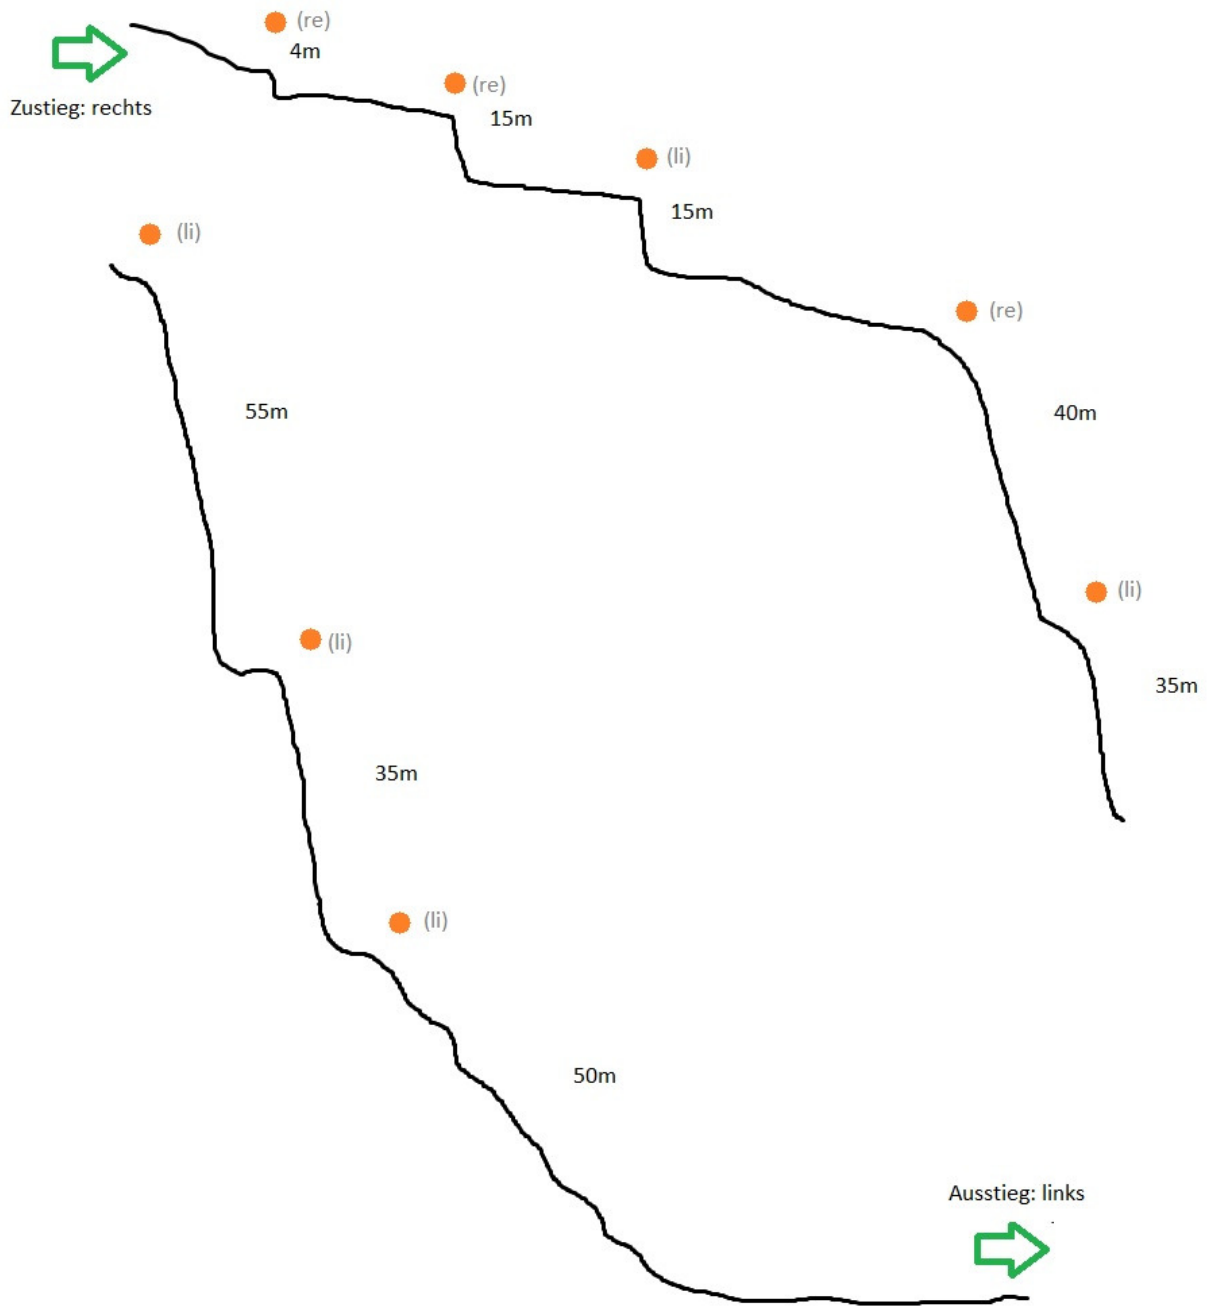 (re)
4m
Zustieg: rechts
(re)
15m
(li)
15m
(re)
40m
(li)
35m
(li)
55m
(li)
35m
(li)
50m
Ausstieg: links